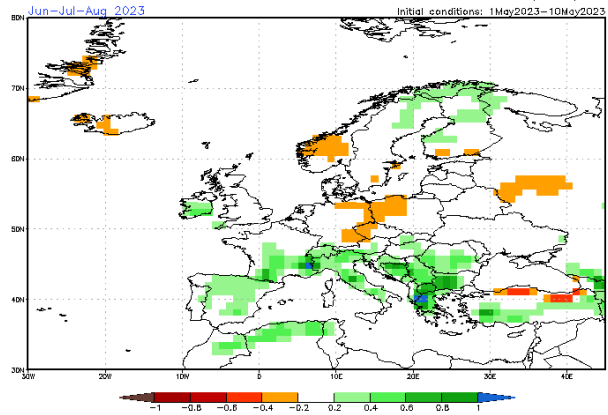 Jun-Jul-Aug 2023 Initial conditions: 1May2023-10May2023
80N
70N
60N
50N
40N
30N
30W 20W 10W 0 10E 20E 30E 40E
-1 -0.8 -0.6 -0.4 -0.2 0.2 0.4 0.6 0.8 1